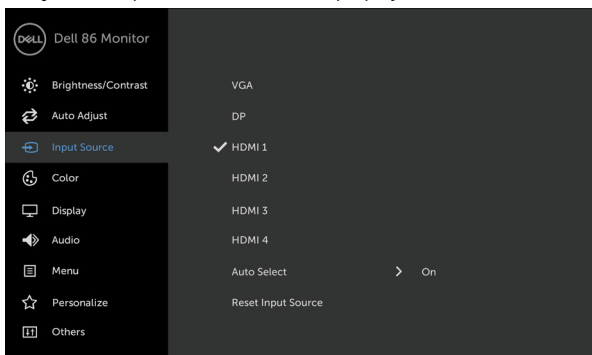 DELL
Dell 86 Monitor
Brightness/Contrast
Auto Adjust
Input Source
Color
Display
Audio
Menu
Personalize
Others
VGA
DP
HDMI 1
HDMI 2
HDMI 3
HDMI 4
Auto Select > On
Reset Input Source